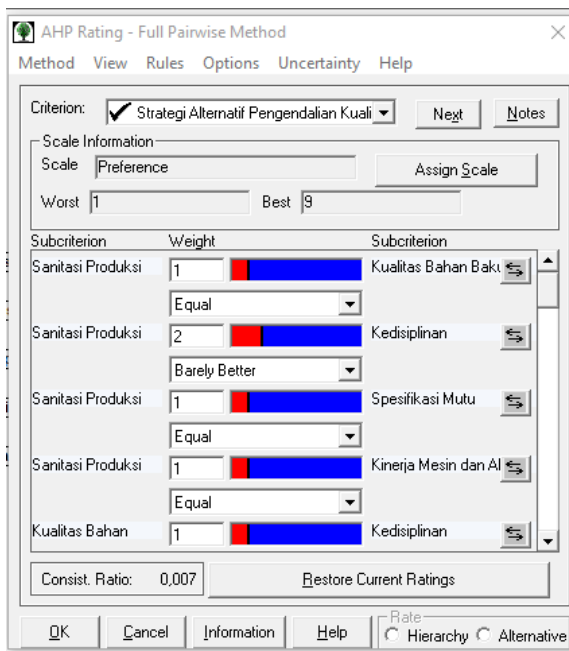 AHP Rating - Full Pairwise Method
Method View Rules Options Uncertainty Help
Criterion: Strategi Alternatif Pengendalian Kuali Next Notes
Scale Information
Scale Preference Assign Scale
Worst 1 Best 9
Subcriterion Weight Subcriterion
Sanitasi Produksi 1 Kualitas Bahan Baku
Equal
Sanitasi Produksi 2 Kedisiplinan
Barely Better
Sanitasi Produksi 1 Spesifikasi Mutu
Equal
Sanitasi Produksi 1 Kinerja Mesin dan Al
Equal
Kualitas Bahan 1 Kedisiplinan
Consist. Ratio: 0,007 Restore Current Ratings
Rate
OK Cancel Information Help Hierarchy Alternative